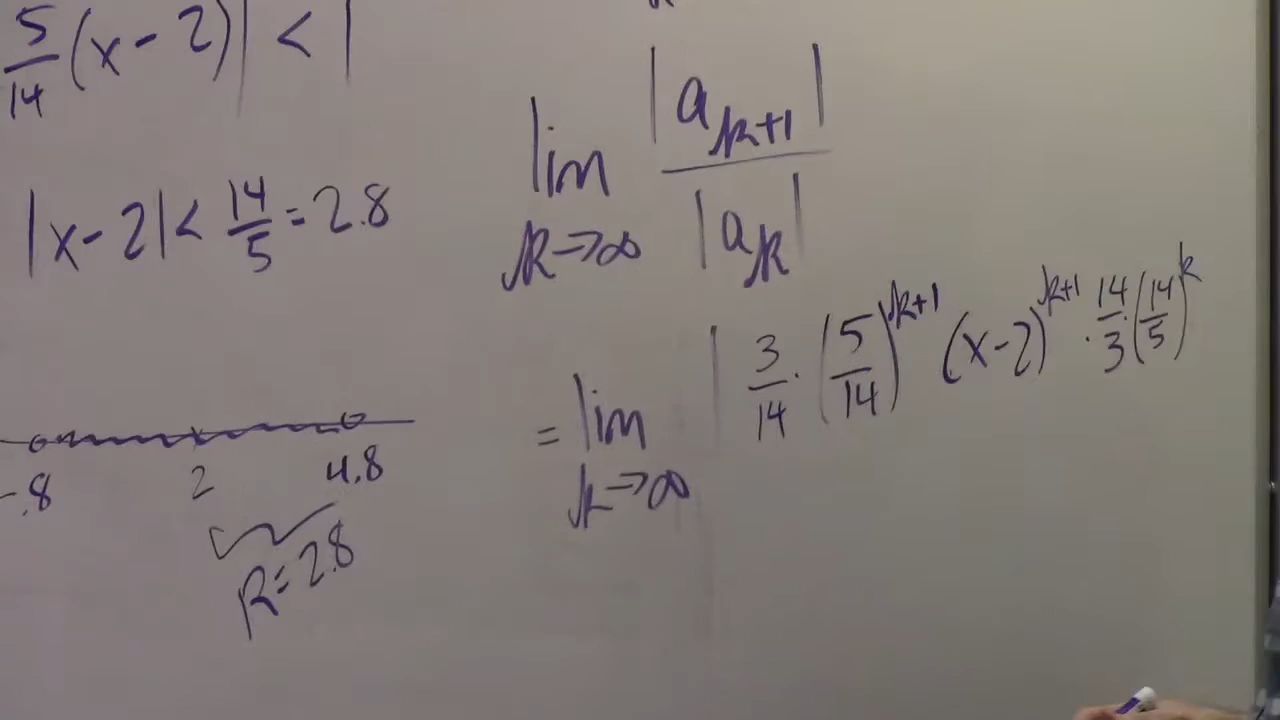 5/14 (x - 2)| < 1
|x - 2| < 14/5 = 2.8
-.8 2 4.8
R = 2.8
lim k→∞ |a_{k+1}| / |a_k|
= lim k→∞ | 3/14 · (5/14)^{k+1} (x-2)^{k+1} · 14/3 · (14/5)^k